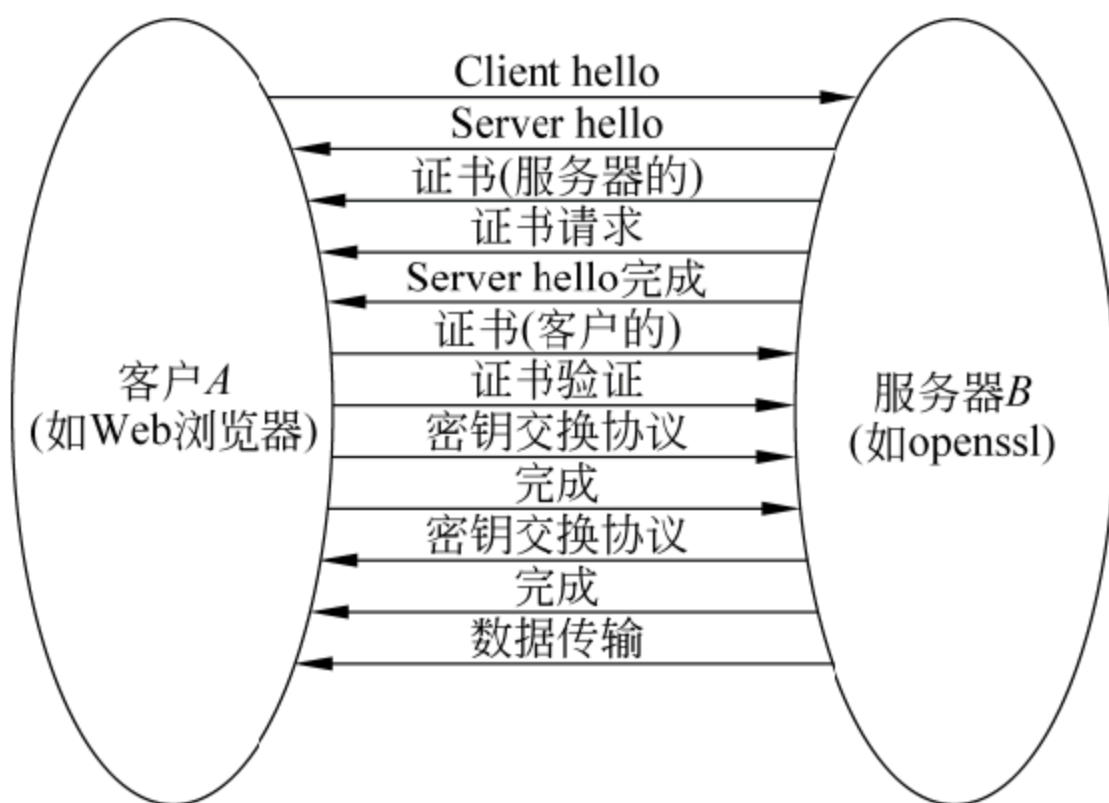 Client hello
Server hello
证书(服务器的)
证书请求
Server hello完成
证书(客户的)
证书验证
密钥交换协议
完成
密钥交换协议
完成
数据传输
客户A
(如Web浏览器)
服务器B
(如openssl)